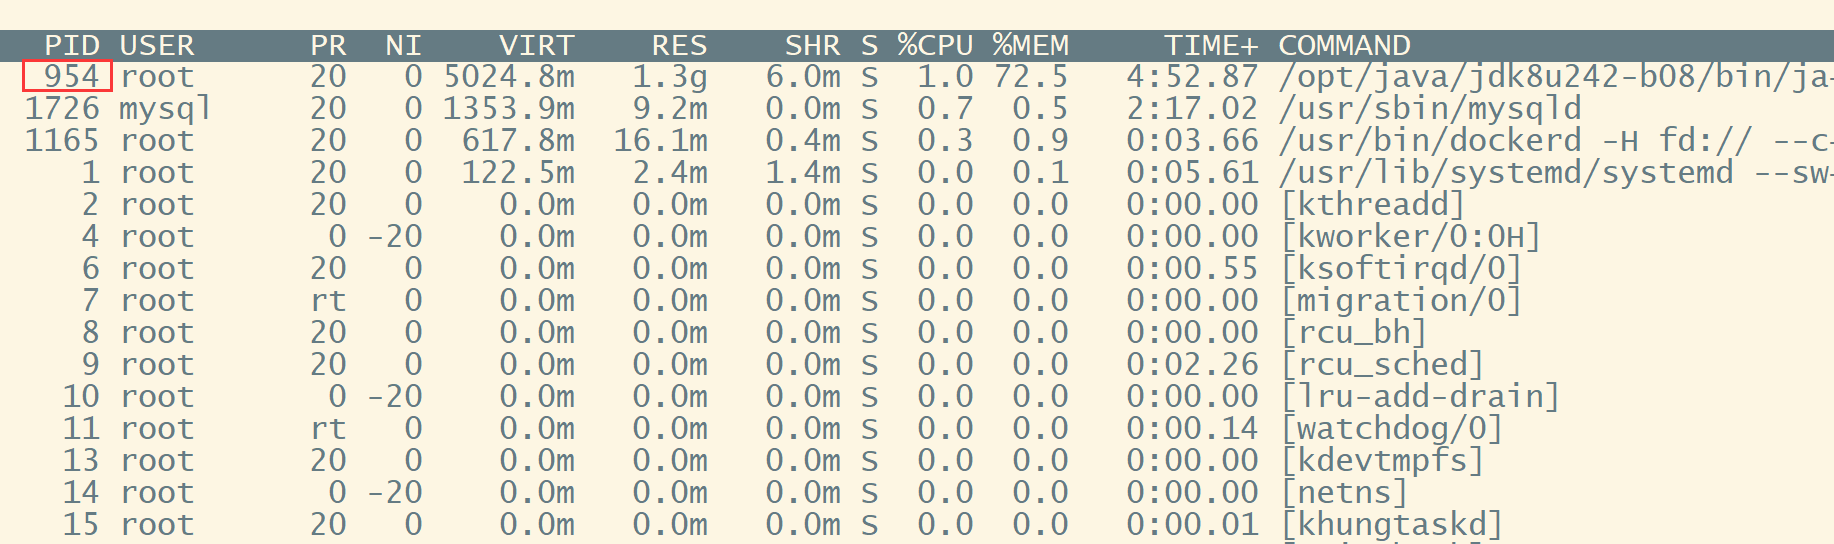 PID USER PR NI VIRT RES SHR S %CPU %MEM TIME+ COMMAND
954 root 20 0 5024.8m 1.3g 6.0m S 1.0 72.5 4:52.87 /opt/java/jdk8u242-b08/bin/ja-
1726 mysql 20 0 1353.9m 9.2m 0.0m S 0.7 0.5 2:17.02 /usr/sbin/mysqld
1165 root 20 0 617.8m 16.1m 0.4m S 0.3 0.9 0:03.66 /usr/bin/dockerd -H fd:// --c-
1 root 20 0 122.5m 2.4m 1.4m S 0.0 0.1 0:05.61 /usr/lib/systemd/systemd --sw-
2 root 20 0 0.0m 0.0m 0.0m S 0.0 0.0 0:00.00 [kthreadd]
4 root 0 -20 0.0m 0.0m 0.0m S 0.0 0.0 0:00.00 [kworker/0:0H]
6 root 20 0 0.0m 0.0m 0.0m S 0.0 0.0 0:00.55 [ksoftirqd/0]
7 root rt 0 0.0m 0.0m 0.0m S 0.0 0.0 0:00.00 [migration/0]
8 root 20 0 0.0m 0.0m 0.0m S 0.0 0.0 0:00.00 [rcu_bh]
9 root 20 0 0.0m 0.0m 0.0m S 0.0 0.0 0:02.26 [rcu_sched]
10 root 0 -20 0.0m 0.0m 0.0m S 0.0 0.0 0:00.00 [lru-add-drain]
11 root rt 0 0.0m 0.0m 0.0m S 0.0 0.0 0:00.14 [watchdog/0]
13 root 20 0 0.0m 0.0m 0.0m S 0.0 0.0 0:00.00 [kdevtmpfs]
14 root 0 -20 0.0m 0.0m 0.0m S 0.0 0.0 0:00.00 [netns]
15 root 20 0 0.0m 0.0m 0.0m S 0.0 0.0 0:00.01 [khungtaskd]